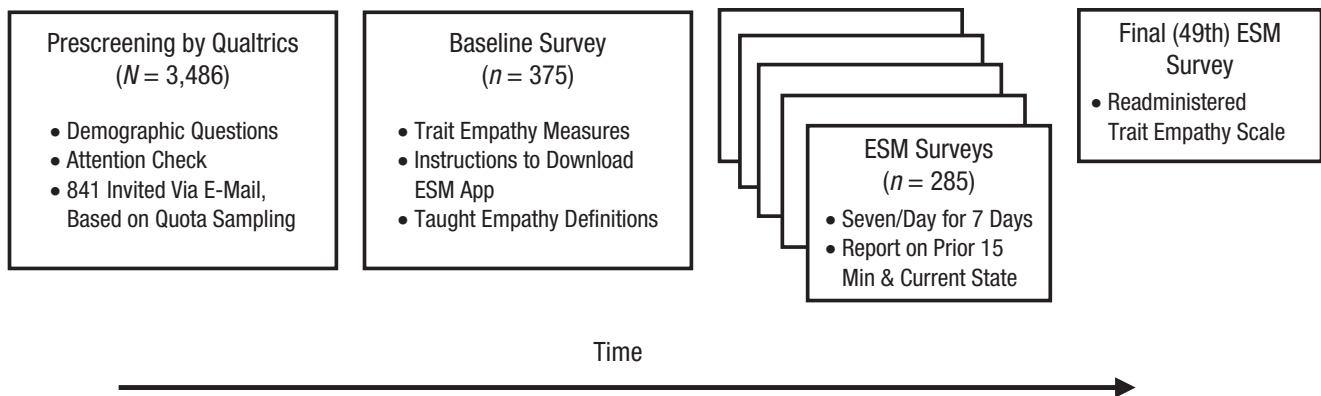 Prescreening by Qualtrics
(N = 3,486)
• Demographic Questions
• Attention Check
• 841 Invited Via E-Mail,
Based on Quota Sampling
Baseline Survey
(n = 375)
• Trait Empathy Measures
• Instructions to Download
ESM App
• Taught Empathy Definitions
ESM Surveys
(n = 285)
• Seven/Day for 7 Days
• Report on Prior 15
Min & Current State
Final (49th) ESM
Survey
• Readministered
Trait Empathy Scale
Time